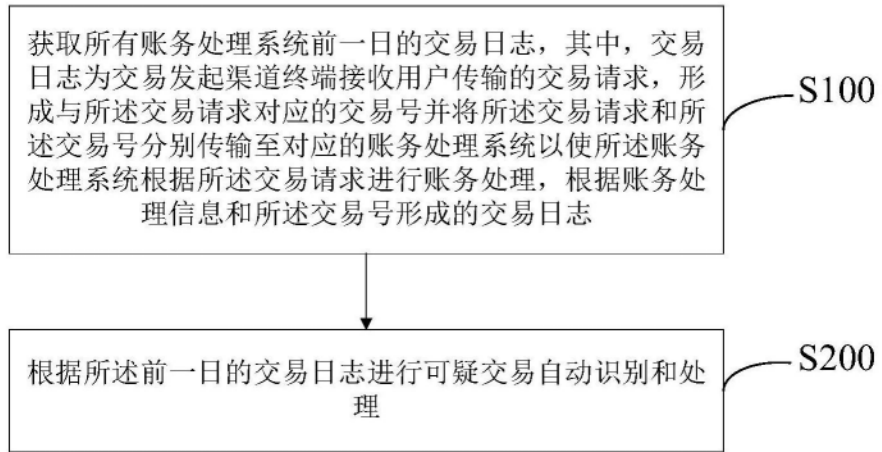 获取所有账务处理系统前一日的交易日志，其中，交易
日志为交易发起渠道终端接收用户传输的交易请求，形
成与所述交易请求对应的交易号并将所述交易请求和所
述交易号分别传输至对应的账务处理系统以使所述账务
处理系统根据所述交易请求进行账务处理，根据账务处
理信息和所述交易号形成的交易日志
S100
根据所述前一日的交易日志进行可疑交易自动识别和处
理
S200